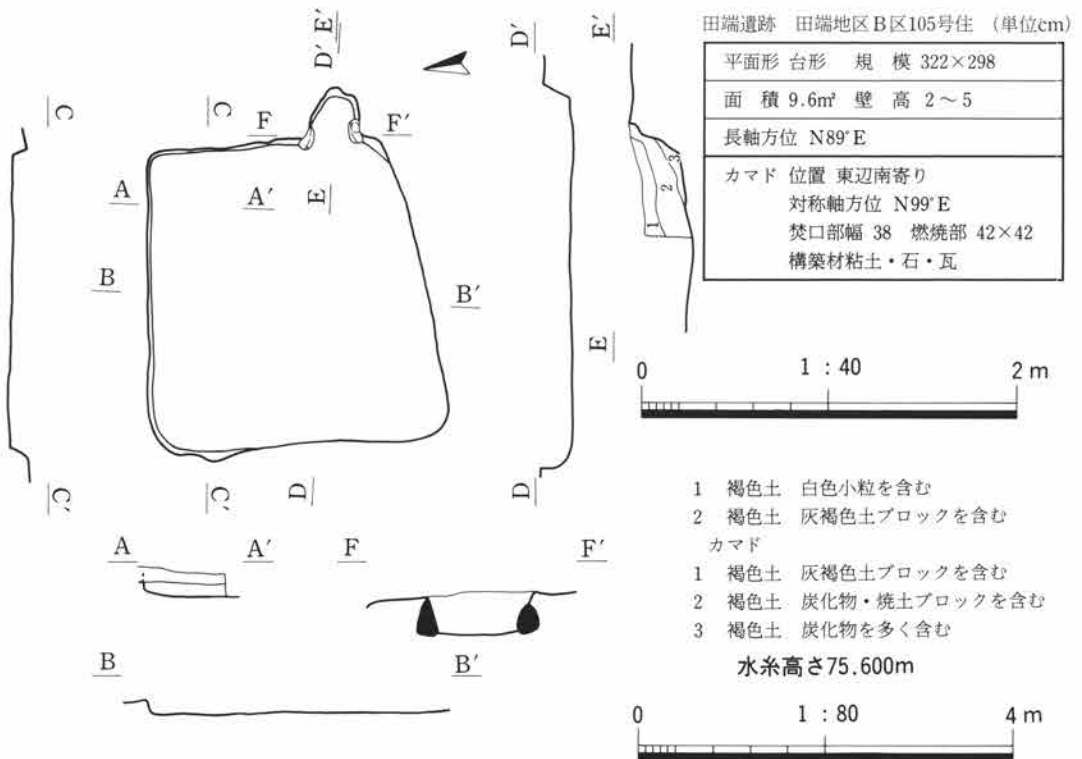 田端遺跡 田端地区B区105号住 (単位cm)
平面形 台形 規 模 322×298
面 積 9.6㎡ 壁 高 2～5
長軸方位 N89°E
カマド 位置 東辺南寄り
対称軸方位 N99°E
焚口部幅 38 燃焼部 42×42
構築材粘土・石・瓦
D' E'
D'
E'
C
C
F
F'
A
A'
E
3
2
1
B
B'
E
0 1:40 2m
C'
C'
D
D
1 褐色土 白色小粒を含む
2 褐色土 灰褐色土ブロックを含む
カマド
1 褐色土 灰褐色土ブロックを含む
2 褐色土 炭化物・焼土ブロックを含む
3 褐色土 炭化物を多く含む
水糸高さ75.600m
A A' F F'
B B'
0 1:80 4m